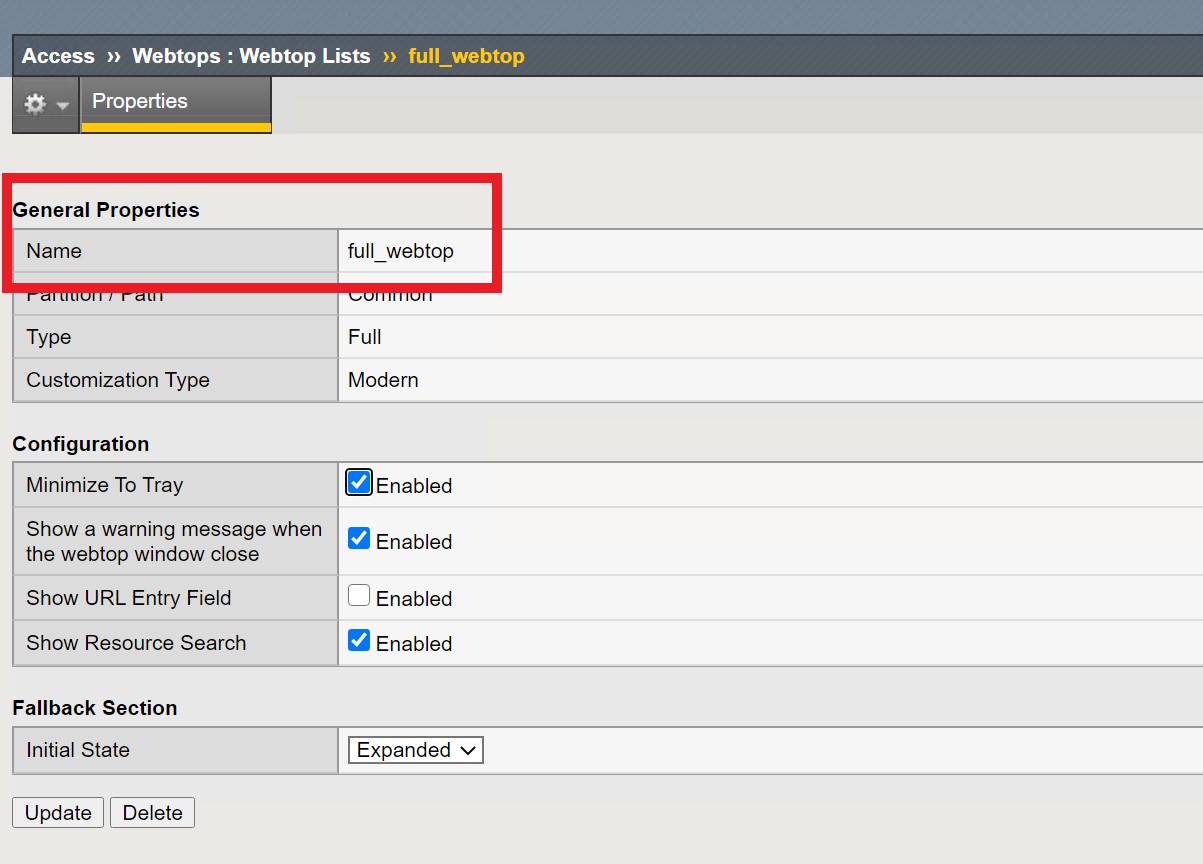 Access ›› Webtops : Webtop Lists ›› full_webtop
Properties
General Properties
Name full_webtop
Partition / Path Common
Type Full
Customization Type Modern
Configuration
Minimize To Tray Enabled
Show a warning message when
the webtop window close Enabled
Show URL Entry Field Enabled
Show Resource Search Enabled
Fallback Section
Initial State Expanded
Update Delete